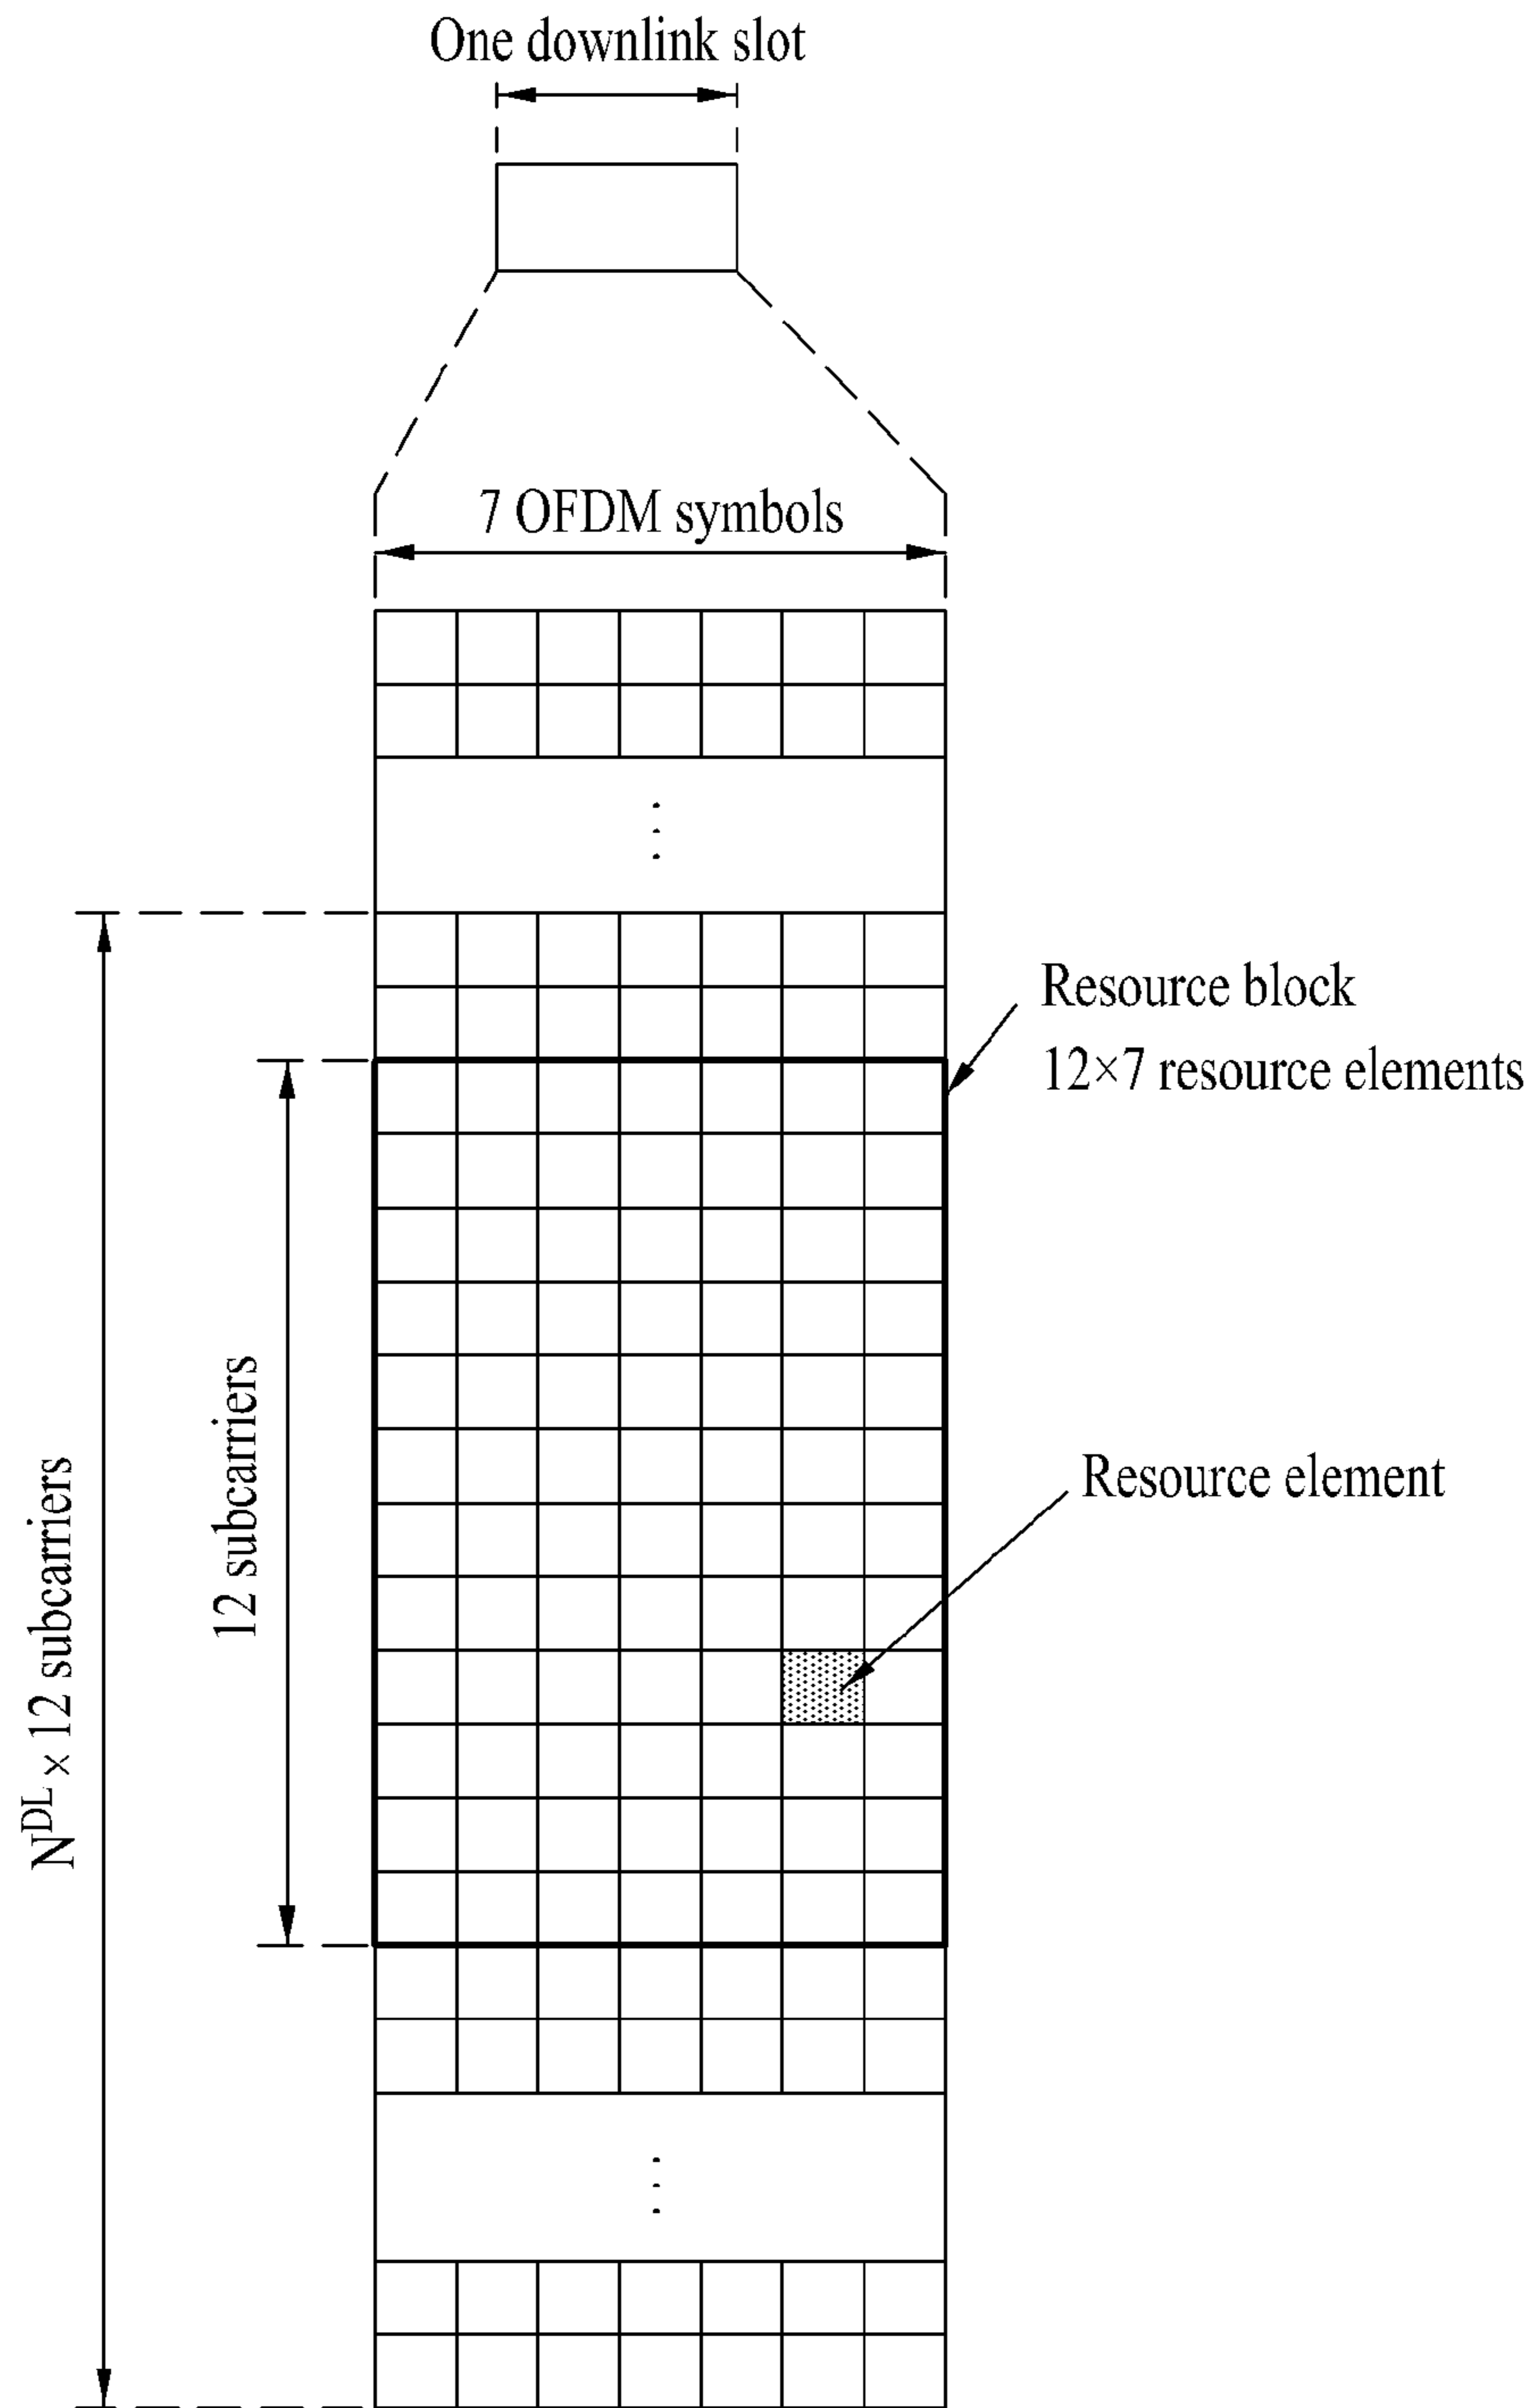 One downlink slot
7 OFDM symbols
Resource block
12×7 resource elements
Resource element
12 subcarriers
N^DL × 12 subcarriers